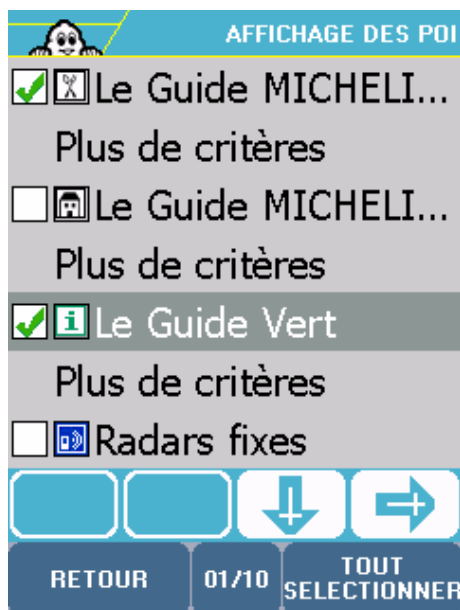 AFFICHAGE DES POI
Le Guide MICHELI...
Plus de critères
Le Guide MICHELI...
Plus de critères
Le Guide Vert
Plus de critères
Radars fixes
RETOUR
01/10
TOUT
SELECTIONNER